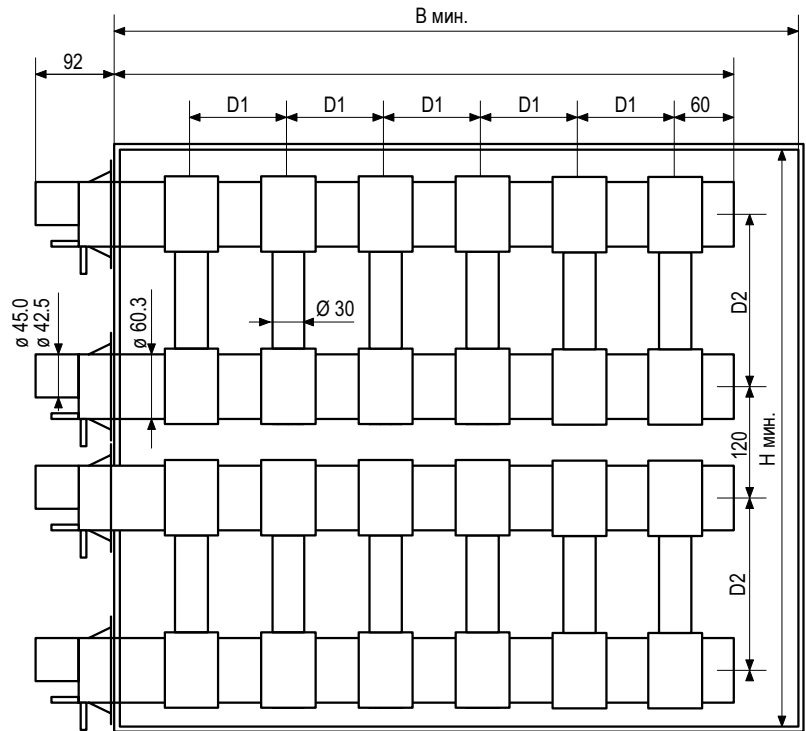 В мин.
92
D1 D1 D1 D1 D1 60
D2
ø 45.0
ø 42.5
ø 60.3
Ø 30
120
Н мин.
D2